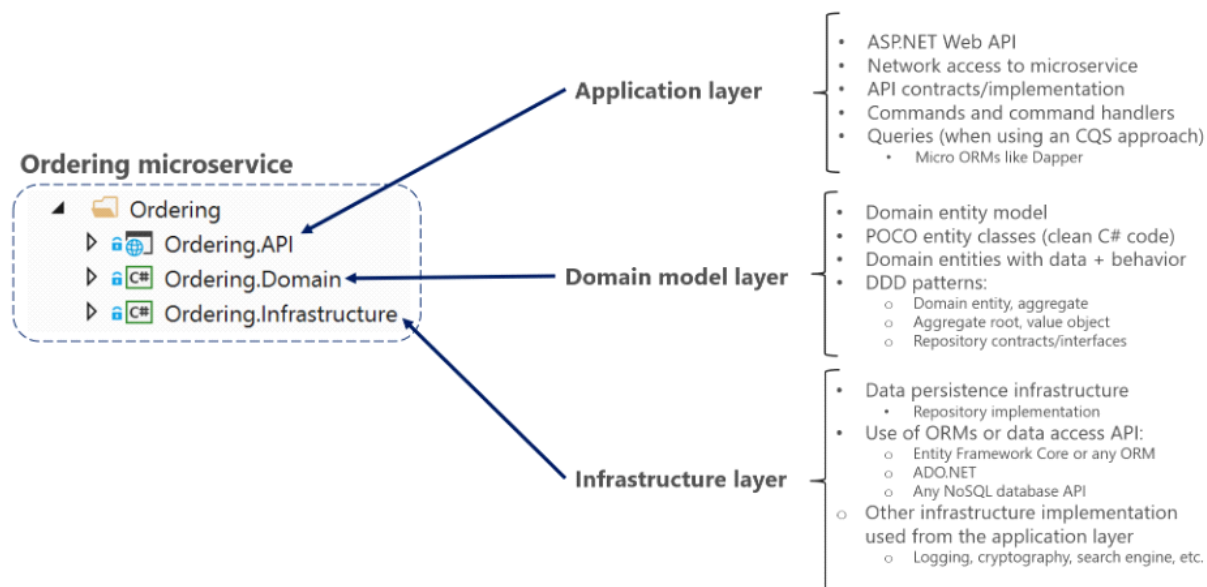 Ordering microservice
Ordering
Ordering.API
C# Ordering.Domain
C# Ordering.Infrastructure
Application layer
• ASP.NET Web API
• Network access to microservice
• API contracts/implementation
• Commands and command handlers
• Queries (when using an CQS approach)
• Micro ORMs like Dapper
Domain model layer
• Domain entity model
• POCO entity classes (clean C# code)
• Domain entities with data + behavior
• DDD patterns:
o Domain entity, aggregate
o Aggregate root, value object
o Repository contracts/interfaces
Infrastructure layer
• Data persistence infrastructure
• Repository implementation
• Use of ORMs or data access API:
o Entity Framework Core or any ORM
o ADO.NET
o Any NoSQL database API
o Other infrastructure implementation
used from the application layer
o Logging, cryptography, search engine, etc.